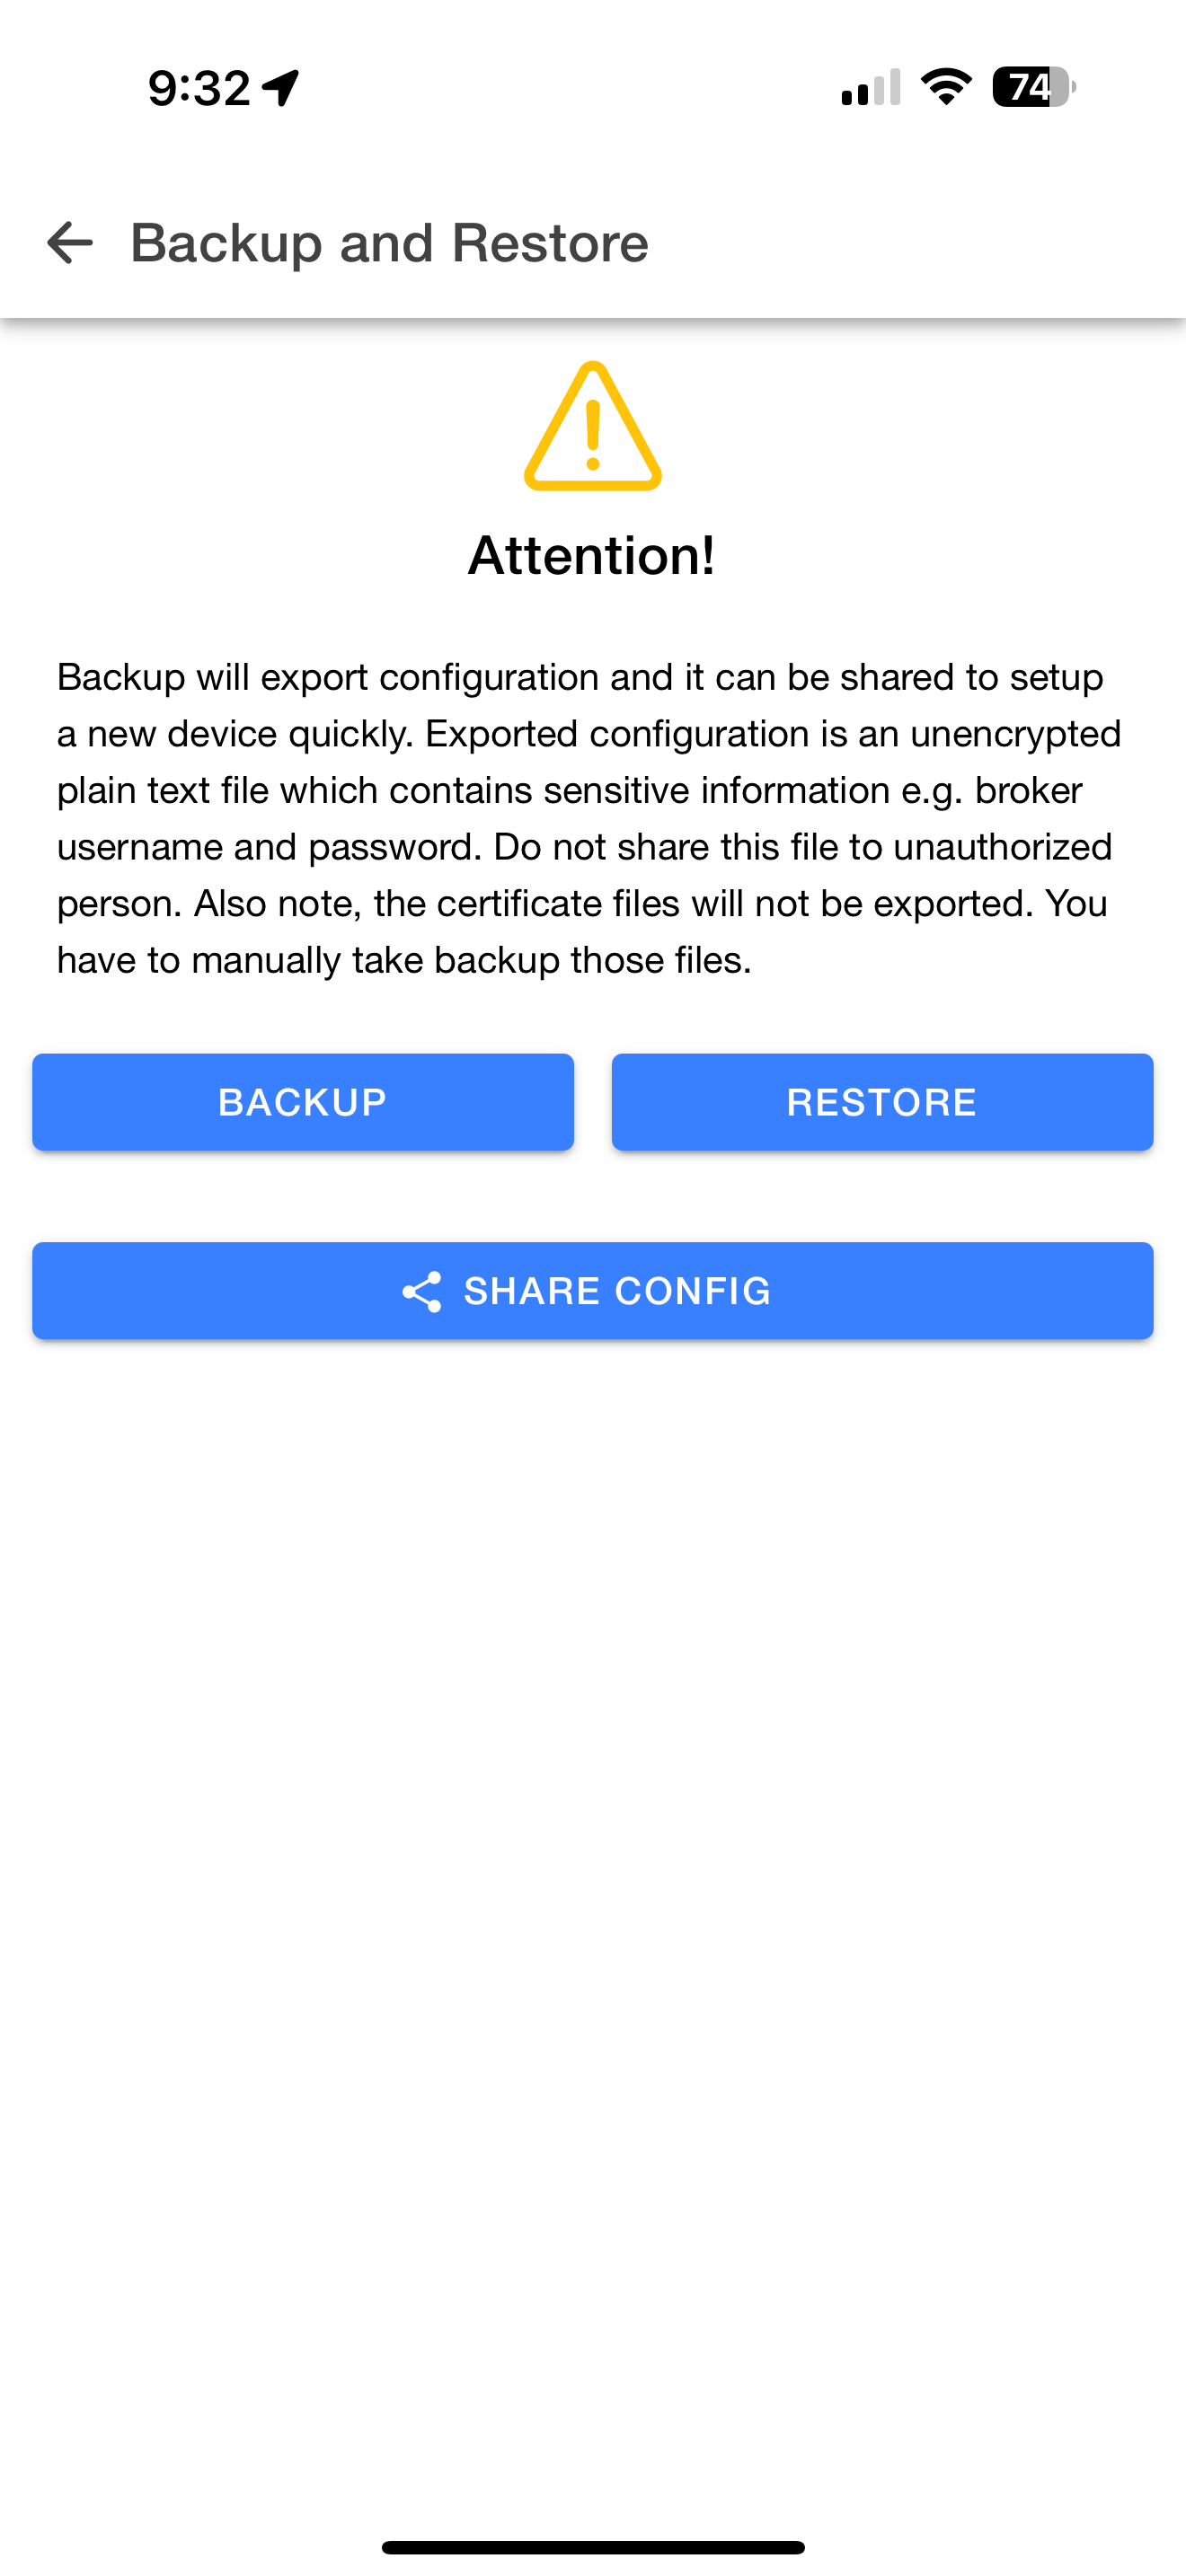 9:32
74
Backup and Restore
Attention!
Backup will export configuration and it can be shared to setup
a new device quickly. Exported configuration is an unencrypted
plain text file which contains sensitive information e.g. broker
username and password. Do not share this file to unauthorized
person. Also note, the certificate files will not be exported. You
have to manually take backup those files.
BACKUP
RESTORE
SHARE CONFIG